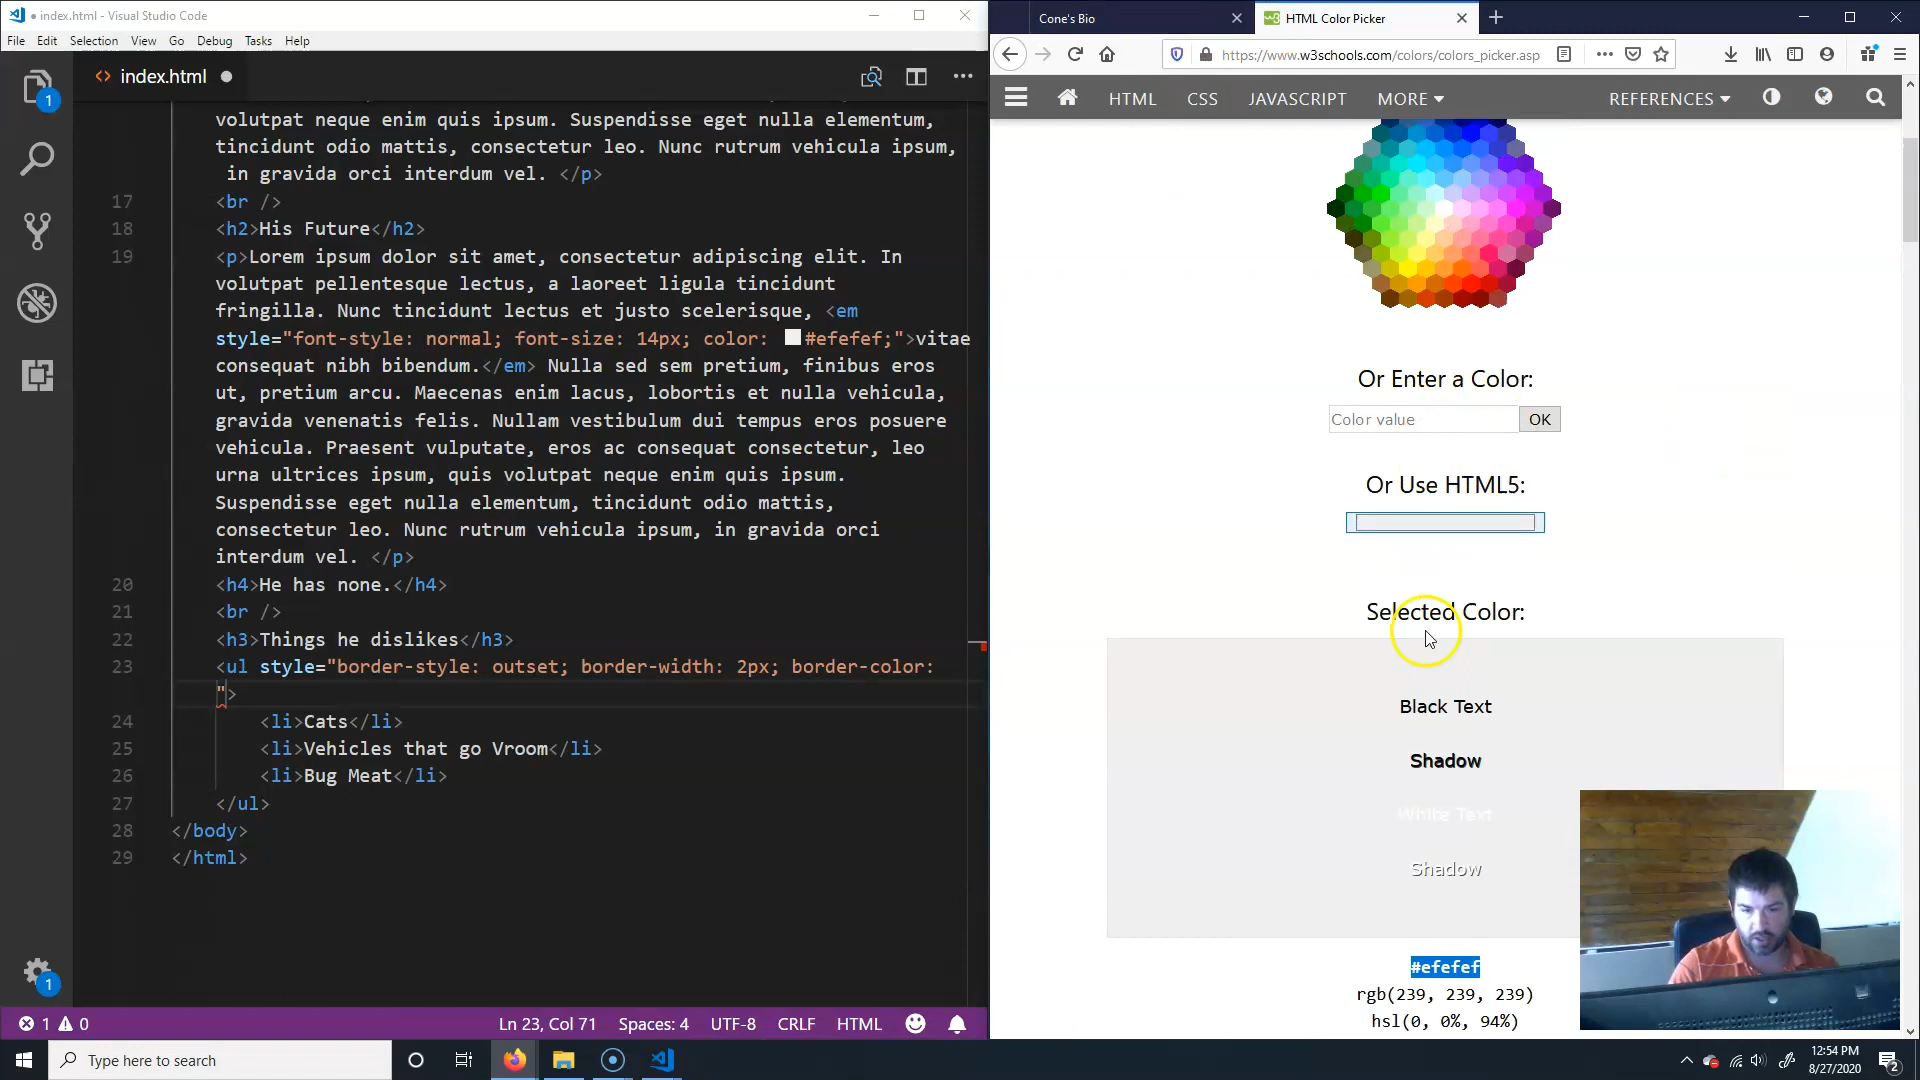 index.html - Visual Studio Code
File Edit Selection View Go Debug Tasks Help
index.html
volutpat neque enim quis ipsum. Suspendisse eget nulla elementum,
tincidunt odio mattis, consectetur leo. Nunc rutrum vehicula ipsum,
in gravida orci interdum vel. </p>
17 <br />
18 <h2>His Future</h2>
19 <p>Lorem ipsum dolor sit amet, consectetur adipiscing elit. In
volutpat pellentesque lectus, a laoreet ligula tincidunt
fringilla. Nunc tincidunt lectus et justo scelerisque, <em
style="font-style: normal; font-size: 14px; color: #efefef;">vitae
consequat nibh bibendum.</em> Nulla sed sem pretium, finibus eros
ut, pretium arcu. Maecenas enim lacus, lobortis et nulla vehicula,
gravida venenatis felis. Nullam vestibulum dui tempus eros posuere
vehicula. Praesent vulputate, eros ac consequat consectetur, leo
urna ultrices ipsum, quis volutpat neque enim quis ipsum.
Suspendisse eget nulla elementum, tincidunt odio mattis,
consectetur leo. Nunc rutrum vehicula ipsum, in gravida orci
interdum vel. </p>
20 <h4>He has none.</h4>
21 <br />
22 <h3>Things he dislikes</h3>
23 <ul style="border-style: outset; border-width: 2px; border-color:
">
24 <li>Cats</li>
25 <li>Vehicles that go Vroom</li>
26 <li>Bug Meat</li>
27 </ul>
28 </body>
29 </html>
1
1
1 0 Ln 23, Col 71 Spaces: 4 UTF-8 CRLF HTML
Cone's Bio
HTML Color Picker
https://www.w3schools.com/colors/colors_picker.asp
HTML CSS JAVASCRIPT MORE REFERENCES
Or Enter a Color:
Color value OK
Or Use HTML5:
Selected Color:
Black Text
Shadow
White Text
Shadow
#efefef
rgb(239, 239, 239)
hsl(0, 0%, 94%)
Type here to search
12:54 PM
8/27/2020
2